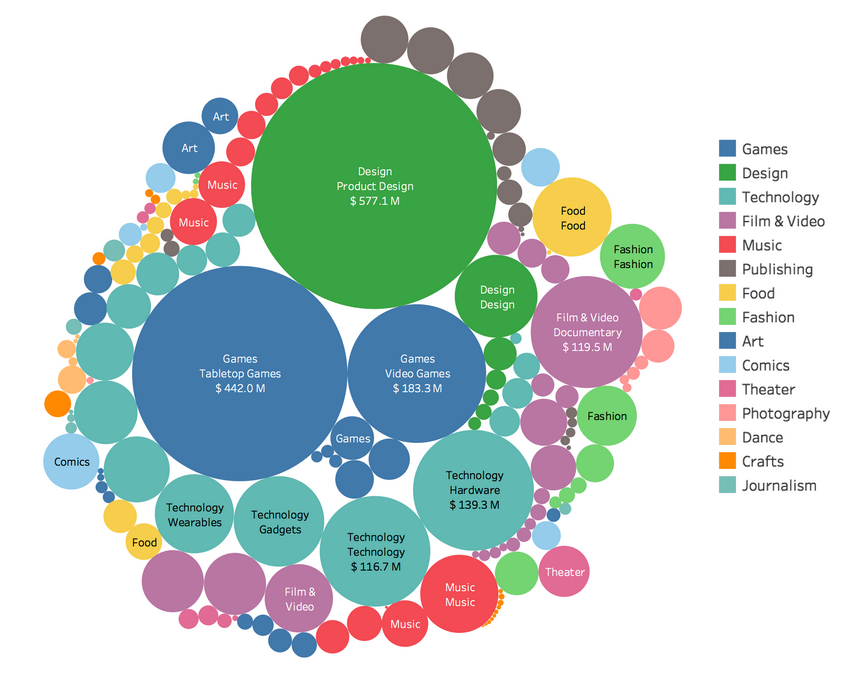 Art
Art
Music
Music
Design
Product Design
$ 577.1 M
Food
Food
Fashion
Fashion
Design
Design
Film & Video
Documentary
$ 119.5 M
Games
Tabletop Games
$ 442.0 M
Games
Video Games
$ 183.3 M
Games
Fashion
Comics
Technology
Hardware
$ 139.3 M
Technology
Wearables
Technology
Gadgets
Technology
Technology
$ 116.7 M
Food
Film &
Video
Music
Music
Music
Theater
Games
Design
Technology
Film & Video
Music
Publishing
Food
Fashion
Art
Comics
Theater
Photography
Dance
Crafts
Journalism